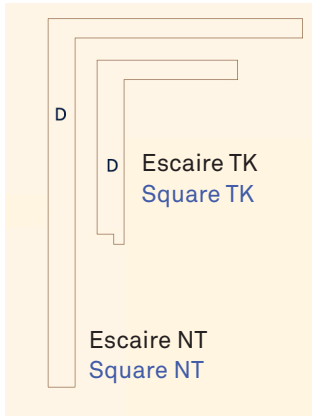 D
D
Escaire TK
Square TK
Escaire NT
Square NT